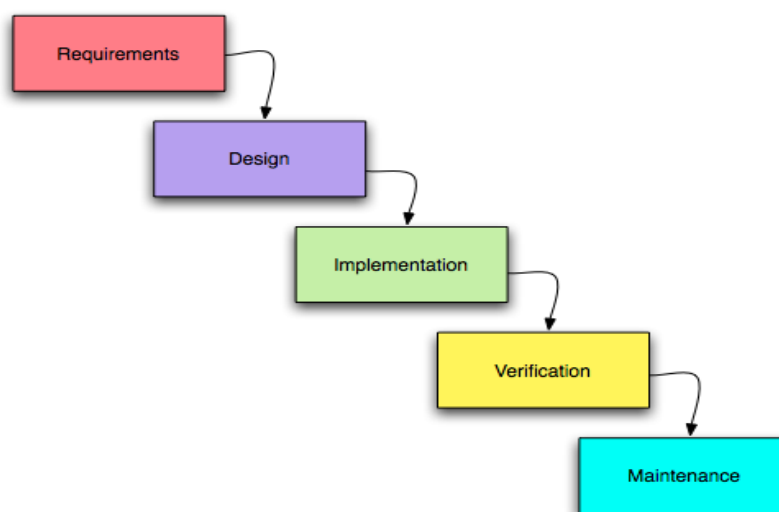 Requirements
Design
Implementation
Verification
Maintenance